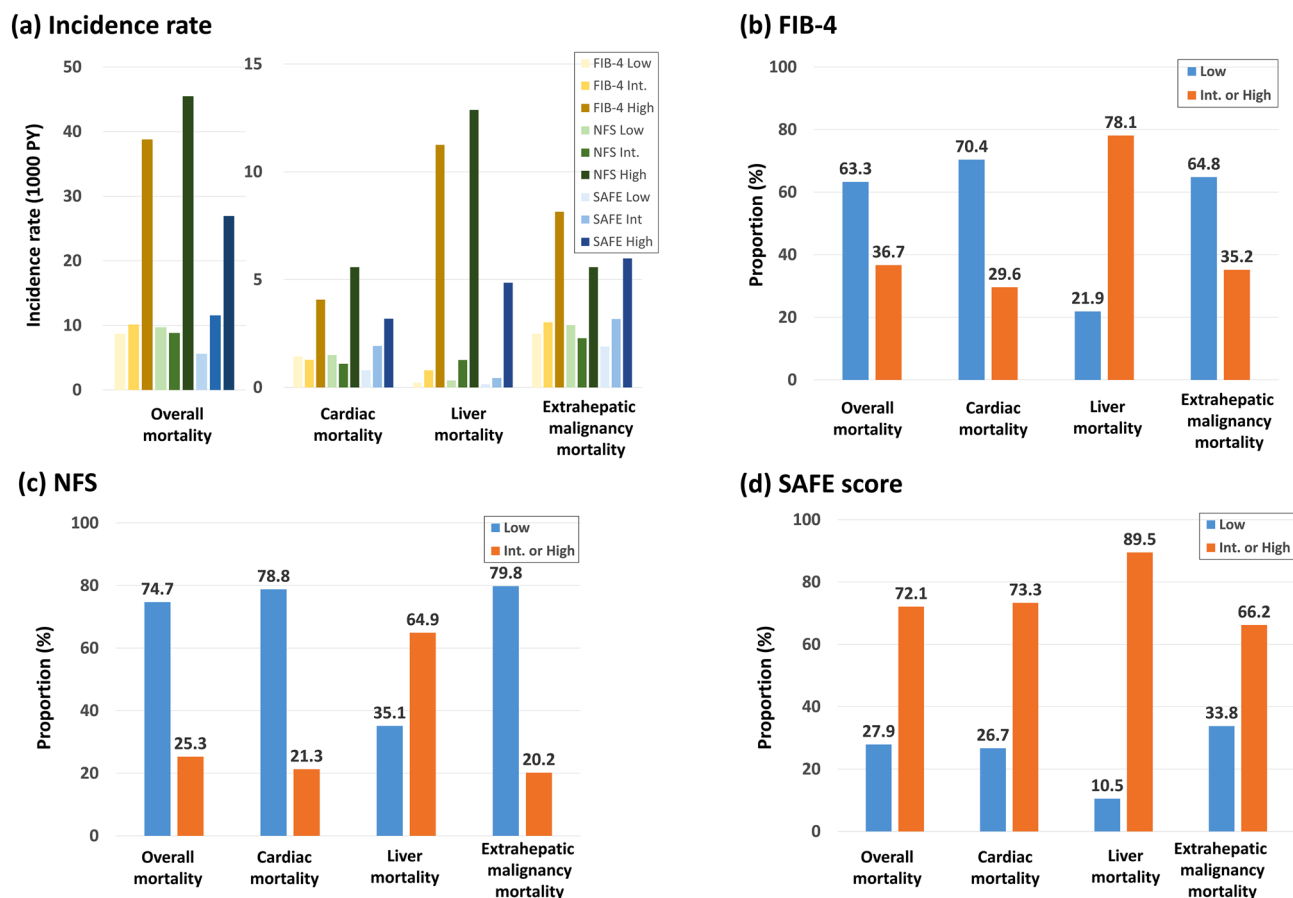 (a) Incidence rate
Incidence rate (1000 PY)
50
40
30
20
10
0
15
10
5
0
FIB-4 Low
FIB-4 Int.
FIB-4 High
NFS Low
NFS Int.
NFS High
SAFE Low
SAFE Int
SAFE High
Overall
mortality
Cardiac
mortality
Liver
mortality
Extrahepatic
malignancy
mortality
(b) FIB-4
Proportion (%)
100
80
60
40
20
0
Low
Int. or High
63.3
36.7
70.4
29.6
21.9
78.1
64.8
35.2
Overall
mortality
Cardiac
mortality
Liver
mortality
Extrahepatic
malignancy
mortality
(c) NFS
Proportion (%)
100
80
60
40
20
0
Low
Int. or High
74.7
25.3
78.8
21.3
35.1
64.9
79.8
20.2
Overall
mortality
Cardiac
mortality
Liver
mortality
Extrahepatic
malignancy
mortality
(d) SAFE score
Proportion (%)
100
80
60
40
20
0
Low
Int. or High
27.9
72.1
26.7
73.3
10.5
89.5
33.8
66.2
Overall
mortality
Cardiac
mortality
Liver
mortality
Extrahepatic
malignancy
mortality